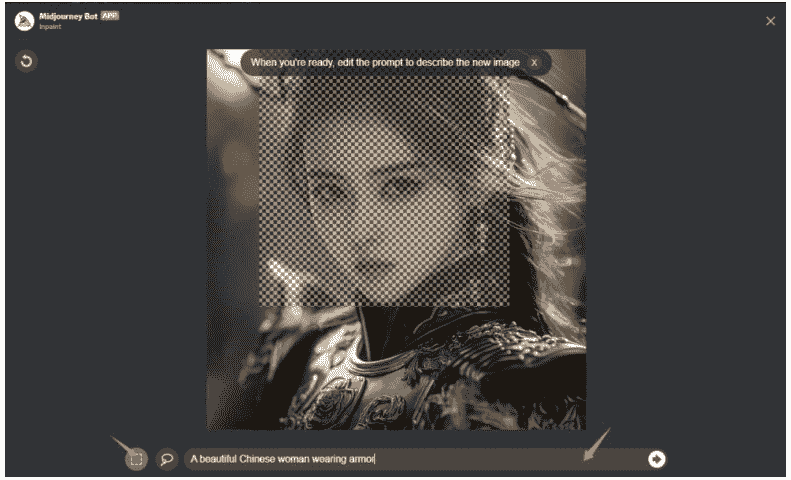 Midjourney Bot APP
Inpaint
When you're ready, edit the prompt to describe the new image X
A beautiful Chinese woman wearing armor